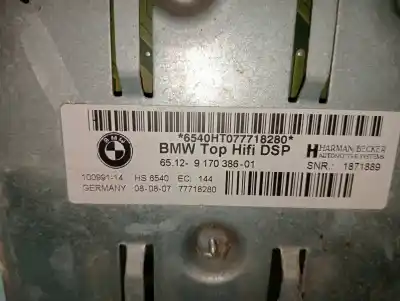 *6540HT077718280*
BMW
BMW Top Hifi DSP
HARMAN-BECKER
AUTOMOTIVE SYSTEMS
65.12- 9 170 386-01
SNR.: 1871889
100991-14 HS 6540 EC: 144
GERMANY 08-08-07 77718280